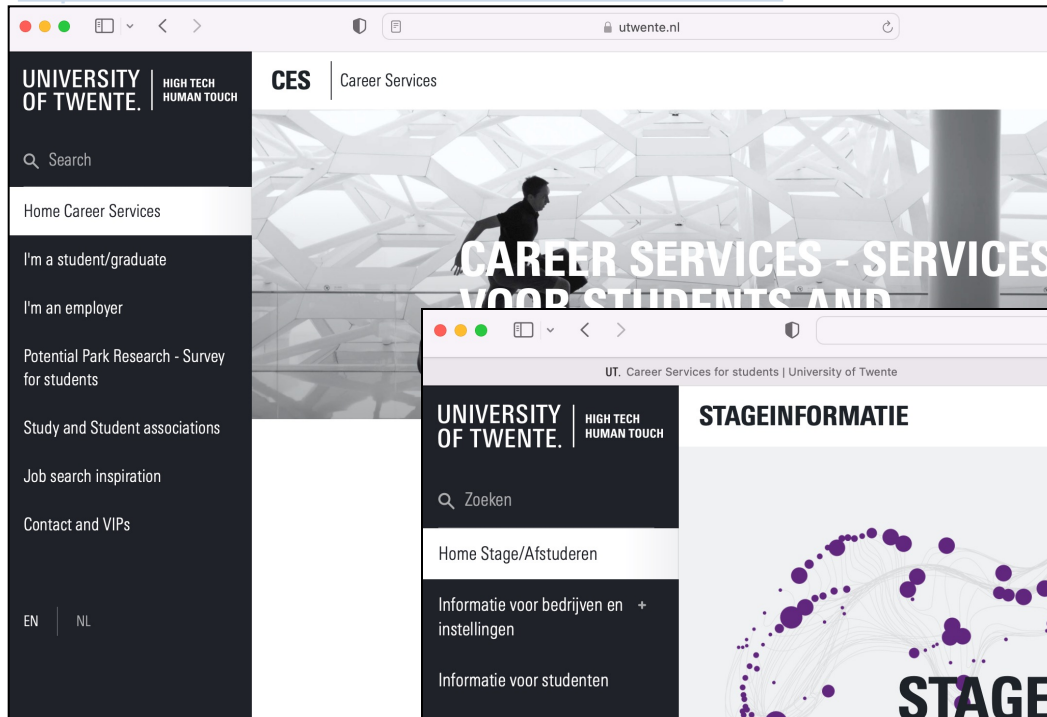 utwente.nl
UNIVERSITY
OF TWENTE.
HIGH TECH
HUMAN TOUCH
CES
Career Services
Search
Home Career Services
I'm a student/graduate
I'm an employer
Potential Park Research - Survey
for students
Study and Student associations
Job search inspiration
Contact and VIPs
EN
NL
CAREER SERVICES - SERVICES
VOOR STUDENTS AND
UT. Career Services for students | University of Twente
UNIVERSITY
OF TWENTE.
HIGH TECH
HUMAN TOUCH
STAGEINFORMATIE
Zoeken
Home Stage/Afstuderen
Informatie voor bedrijven en +
instellingen
Informatie voor studenten
STAGE